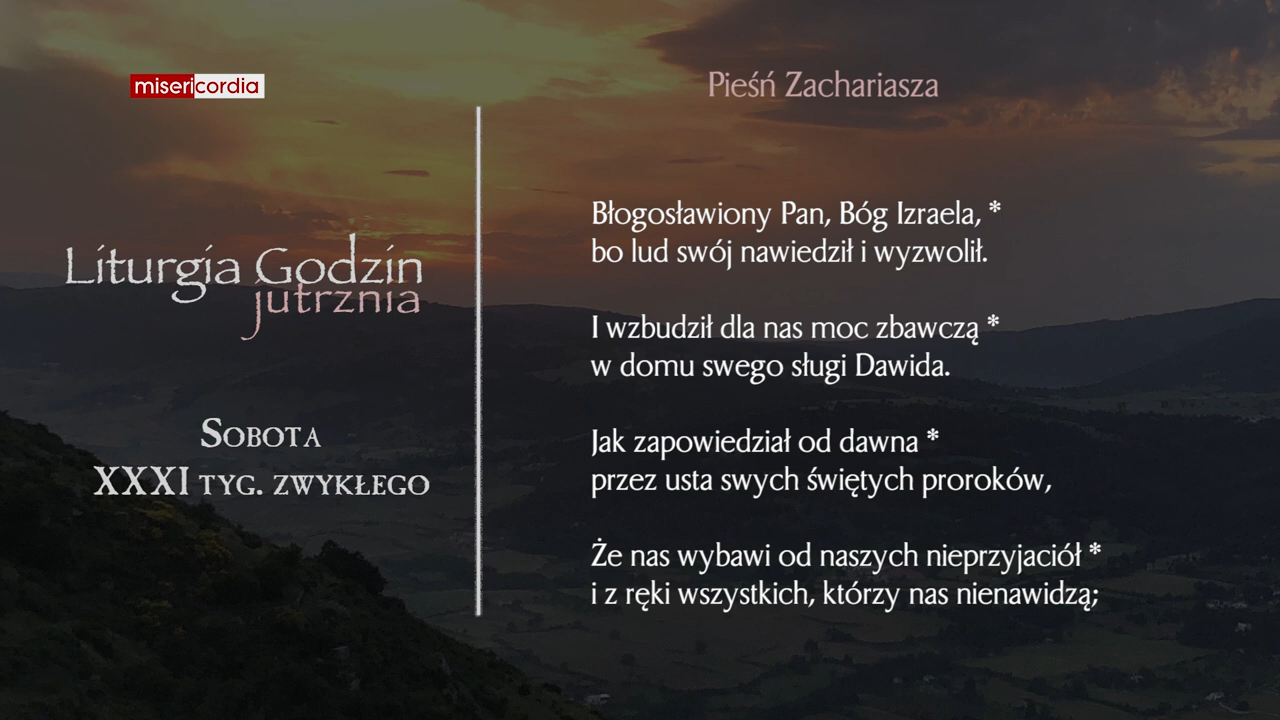 misericordia
Liturgia Godzin
jutrznia
Sobota
XXXI tyg. zwykłego
Pieśń Zachariasza
Błogosławiony Pan, Bóg Izraela, *
bo lud swój nawiedził i wyzwolił.
I wzbudził dla nas moc zbawczą *
w domu swego sługi Dawida.
Jak zapowiedział od dawna *
przez usta swych świętych proroków,
Że nas wybawi od naszych nieprzyjaciół *
i z ręki wszystkich, którzy nas nienawidzą;